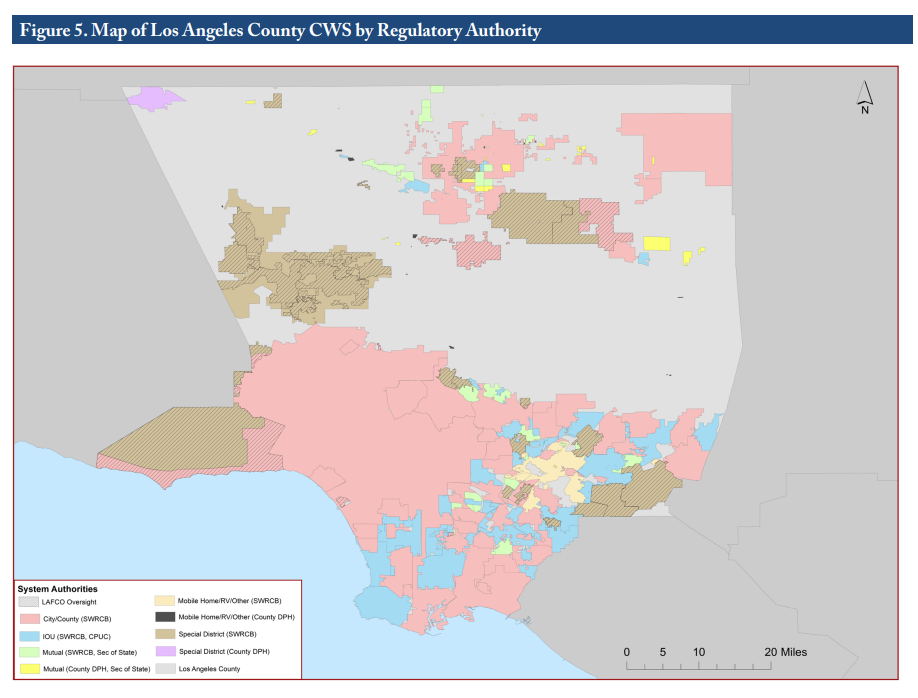 Figure 5. Map of Los Angeles County CWS by Regulatory Authority
N
System Authorities
LAFCO Oversight
City/County (SWRCB)
IOU (SWRCB, CPUC)
Mutual (SWRCB, Sec of State)
Mutual (County DPH, Sec of State)
Mobile Home/RV/Other (SWRCB)
Mobile Home/RV/Other (County DPH)
Special District (SWRCB)
Special District (County DPH)
Los Angeles County
0 5 10 20 Miles